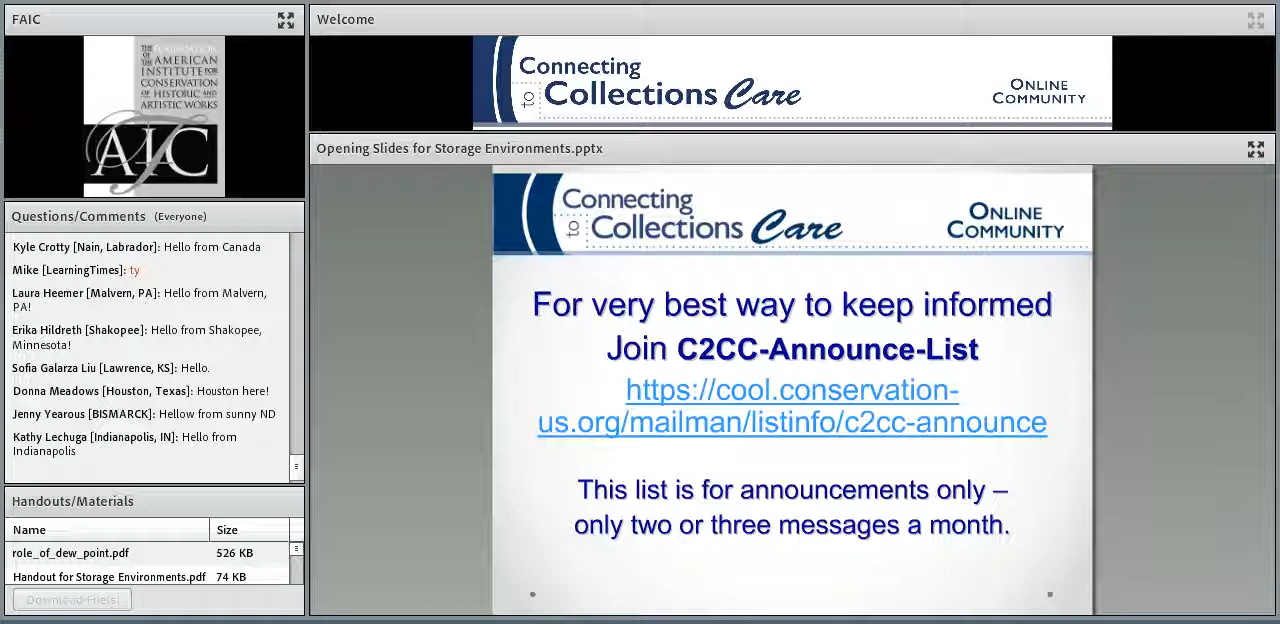 FAIC
THE FOUNDATION
OF THE AMERICAN
INSTITUTE FOR
CONSERVATION
OF HISTORIC AND
ARTISTIC WORKS
AIC
Questions/Comments (Everyone)
Kyle Crotty [Nain, Labrador]: Hello from Canada
Mike [LearningTimes]: ty
Laura Heemer [Malvern, PA]: Hello from Malvern,
PA!
Erika Hildreth [Shakopee]: Hello from Shakopee,
Minnesota!
Sofia Galarza Liu [Lawrence, KS]: Hello.
Donna Meadows [Houston, Texas]: Houston here!
Jenny Yearous [BISMARCK]: Hellow from sunny ND
Kathy Lechuga [Indianapolis, IN]: Hello from
Indianapolis
Handouts/Materials
Name Size
role_of_dew_point.pdf 526 KB
Handout for Storage Environments.pdf 74 KB
Download File(s)
Welcome
Connecting
to Collections Care
ONLINE
COMMUNITY
Opening Slides for Storage Environments.pptx
Connecting
to Collections Care
ONLINE
COMMUNITY
For very best way to keep informed
Join C2CC-Announce-List
https://cool.conservation-
us.org/mailman/listinfo/c2cc-announce
This list is for announcements only –
only two or three messages a month.